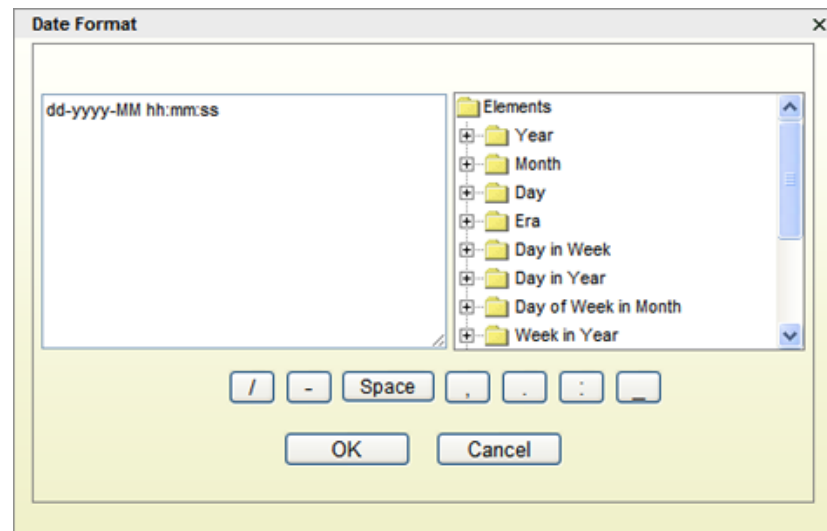 Date Format
dd-yyyy-MM hh:mm:ss
Elements
Year
Month
Day
Era
Day in Week
Day in Year
Day of Week in Month
Week in Year
/ - Space , . : _
OK Cancel